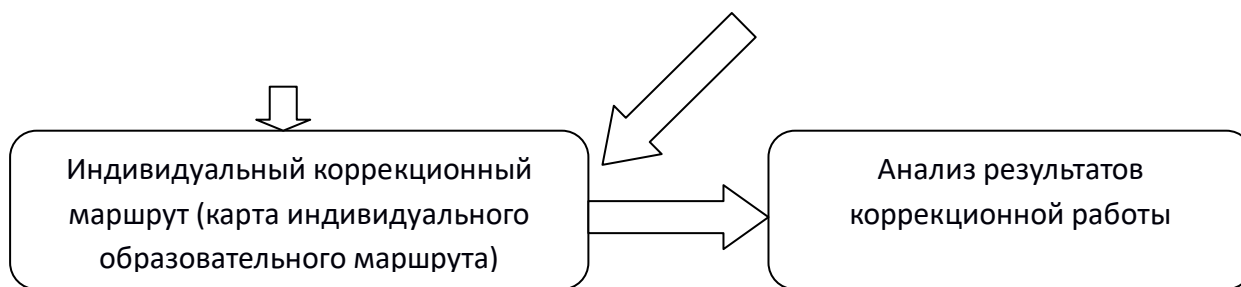 Индивидуальный коррекционный
маршрут (карта индивидуального
образовательного маршрута)
Анализ результатов
коррекционной работы